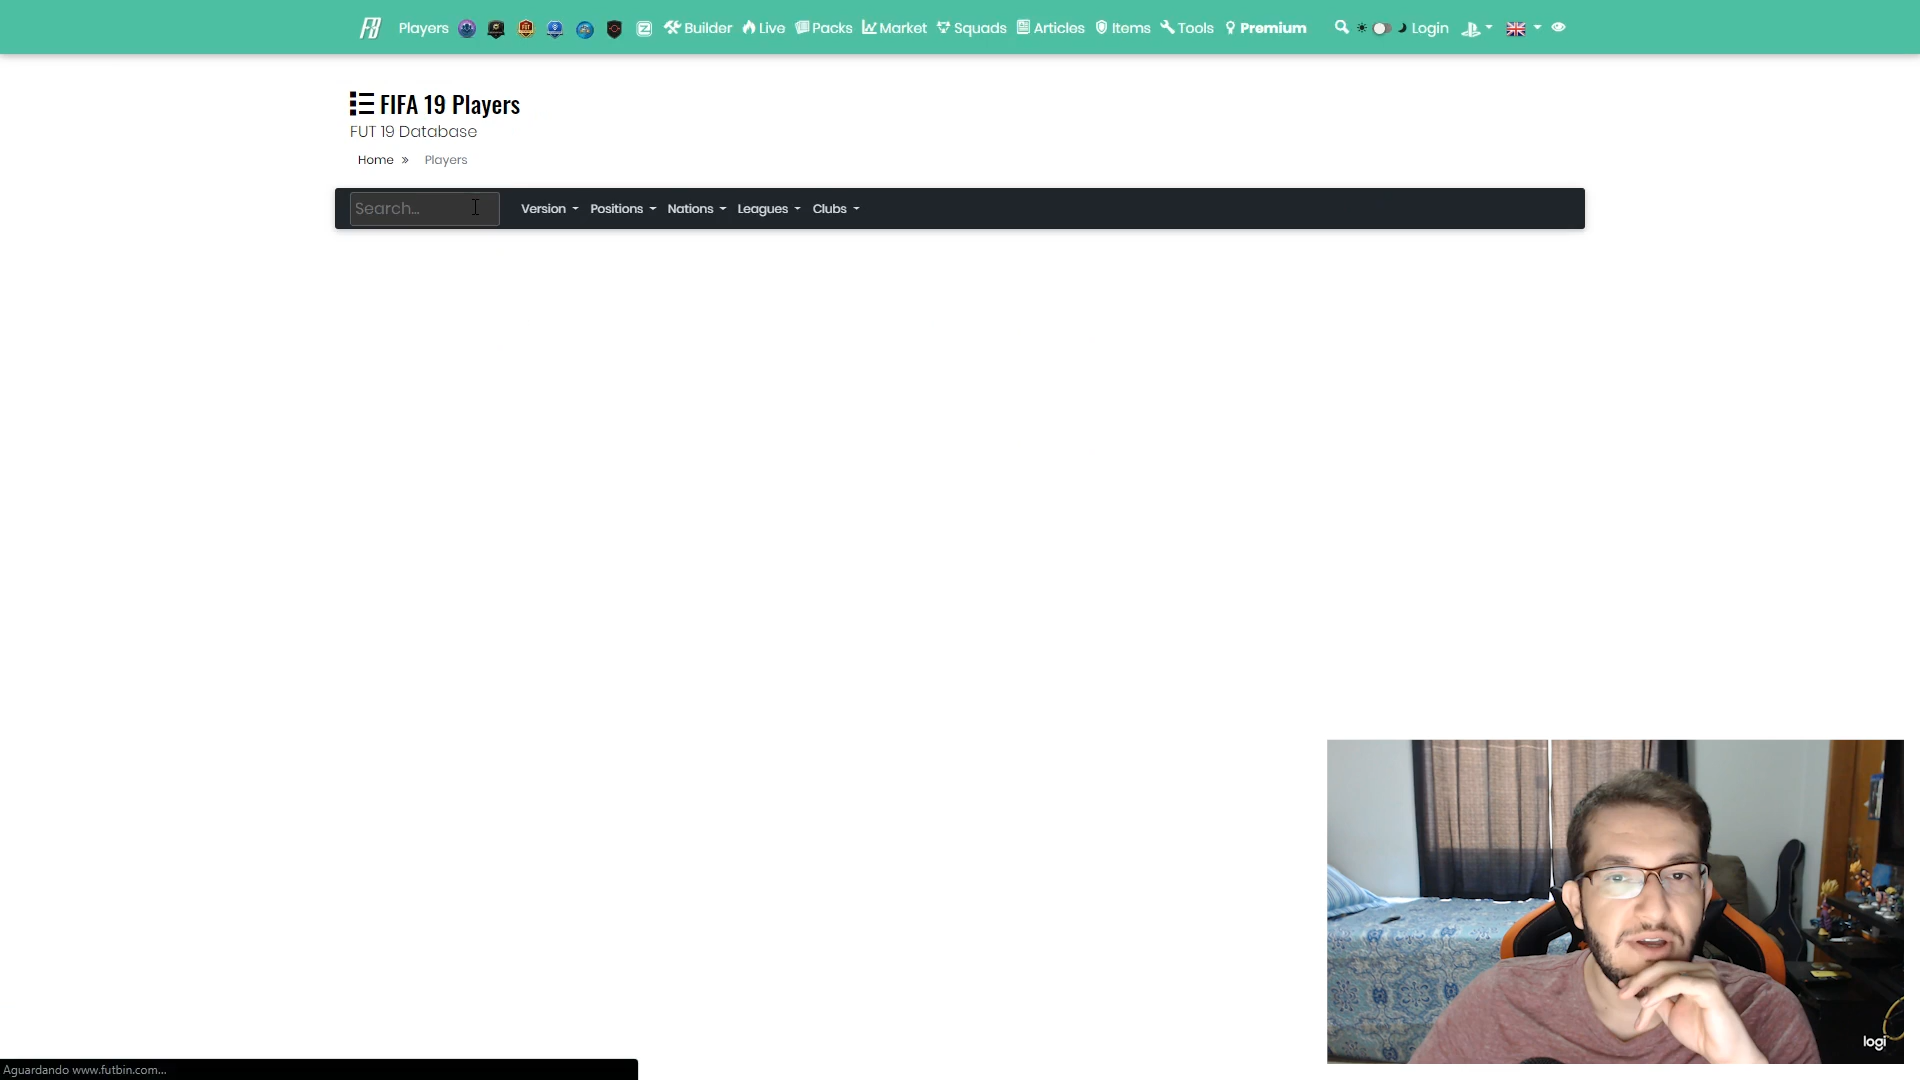 FB Players Builder Live Packs Market Squads Articles Items Tools Premium Login
FIFA 19 Players
FUT 19 Database
Home » Players
Search... Version Positions Nations Leagues Clubs
logi
Aguardando www.futbin.com...